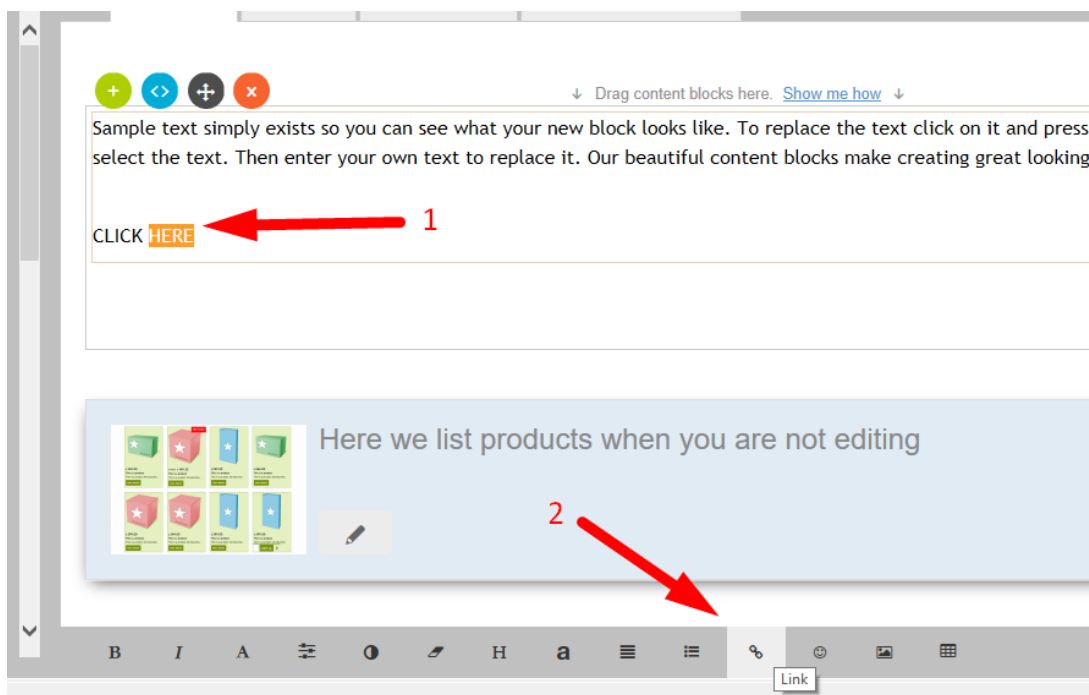 + <> x
↓ Drag content blocks here. Show me how ↓
Sample text simply exists so you can see what your new block looks like. To replace the text click on it and press
select the text. Then enter your own text to replace it. Our beautiful content blocks make creating great looking
1
CLICK HERE
Here we list products when you are not editing
2
B I A H a
Link